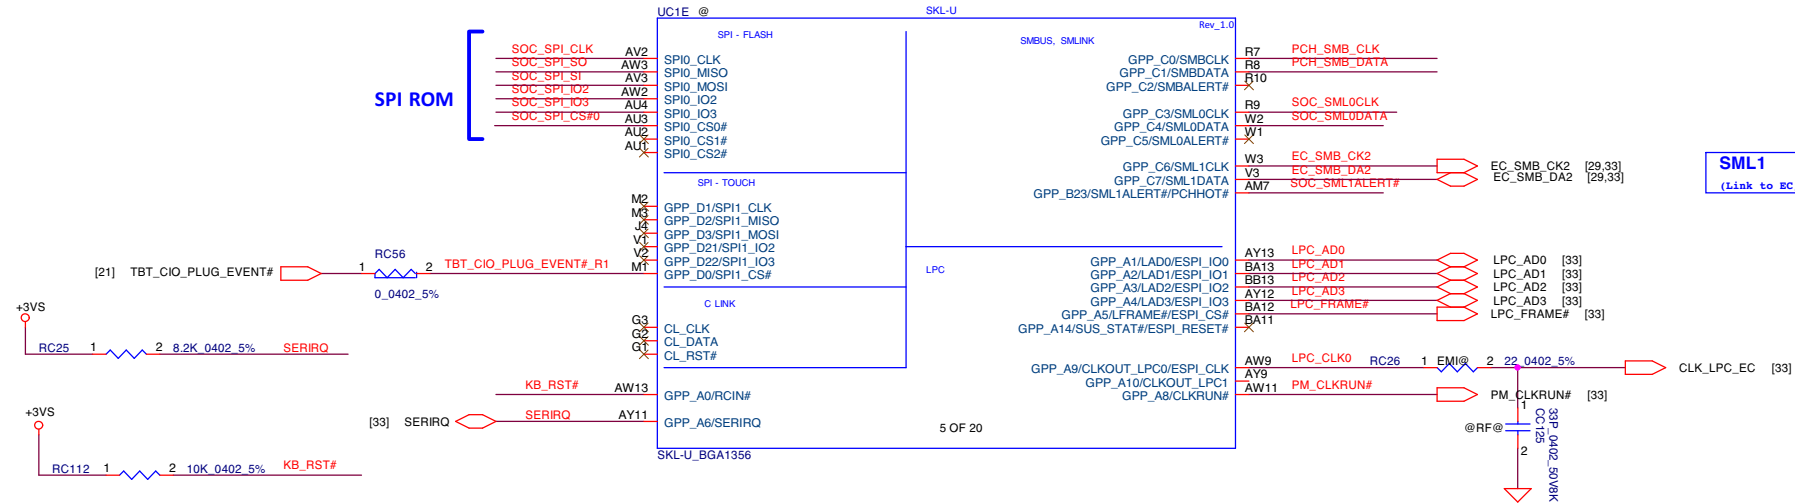 UC1E @ SKL-U
Rev_1.0
SPI - FLASH
SMBUS, SMLINK
SPI ROM
SOC_SPI_CLK AV2 SPI0_CLK
SOC_SPI_SO AW3 SPI0_MISO
SOC_SPI_SI AV3 SPI0_MOSI
SOC_SPI_IO2 AW2 SPI0_IO2
SOC_SPI_IO3 AU4 SPI0_IO3
SOC_SPI_CS#0 AU3 SPI0_CS0#
AU2 SPI0_CS1#
AU1 SPI0_CS2#
GPP_C0/SMBCLK R7 PCH_SMB_CLK
GPP_C1/SMBDATA R8 PCH_SMB_DATA
GPP_C2/SMBALERT# R10
GPP_C3/SML0CLK R9 SOC_SML0CLK
GPP_C4/SML0DATA W2 SOC_SML0DATA
GPP_C5/SML0ALERT# W1
GPP_C6/SML1CLK W3 EC_SMB_CK2 EC_SMB_CK2 [29,33]
GPP_C7/SML1DATA V3 EC_SMB_DA2 EC_SMB_DA2 [29,33]
GPP_B23/SML1ALERT#/PCHHOT# AM7 SOC_SML1ALERT#
SML1
(Link to EC
SPI - TOUCH
M2 GPP_D1/SPI1_CLK
M3 GPP_D2/SPI1_MISO
J4 GPP_D3/SPI1_MOSI
V1 GPP_D21/SPI1_IO2
V2 GPP_D22/SPI1_IO3
M1 GPP_D0/SPI1_CS#
[21] TBT_CIO_PLUG_EVENT# 1 RC56 2 TBT_CIO_PLUG_EVENT#_R1
0_0402_5%
LPC
GPP_A1/LAD0/ESPI_IO0 AY13 LPC_AD0 LPC_AD0 [33]
GPP_A2/LAD1/ESPI_IO1 BA13 LPC_AD1 LPC_AD1 [33]
GPP_A3/LAD2/ESPI_IO2 BB13 LPC_AD2 LPC_AD2 [33]
GPP_A4/LAD3/ESPI_IO3 AY12 LPC_AD3 LPC_AD3 [33]
GPP_A5/LFRAME#/ESPI_CS# BA12 LPC_FRAME# LPC_FRAME# [33]
GPP_A14/SUS_STAT#/ESPI_RESET# BA11
C LINK
G3 CL_CLK
G2 CL_DATA
G1 CL_RST#
+3VS
RC25 1 2 8.2K_0402_5% SERIRQ
GPP_A9/CLKOUT_LPC0/ESPI_CLK AW9 LPC_CLK0 RC26 1 EMI@ 2 22_0402_5% CLK_LPC_EC [33]
GPP_A10/CLKOUT_LPC1 AY9
GPP_A8/CLKRUN# AW11 PM_CLKRUN# PM_CLKRUN# [33]
KB_RST# AW13 GPP_A0/RCIN#
[33] SERIRQ SERIRQ AY11 GPP_A6/SERIRQ
+3VS
RC112 1 2 10K_0402_5% KB_RST#
5 OF 20
SKL-U_BGA1356
1
@RF@
2
CC125
33P_0402_50V8K